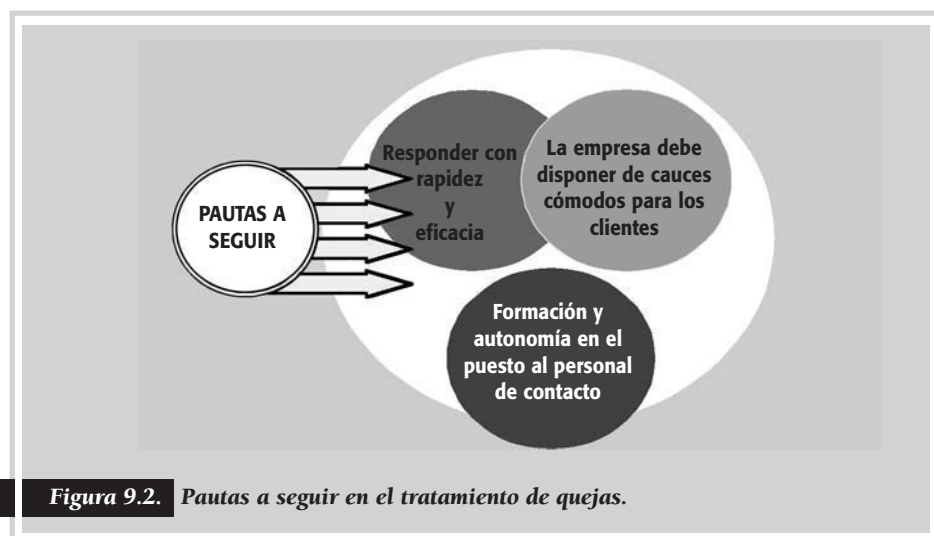 PAUTAS A
SEGUIR
Responder con
rapidez
y
eficacia
La empresa debe
disponer de cauces
cómodos para los
clientes
Formación y
autonomía en el
puesto al personal
de contacto
Figura 9.2. Pautas a seguir en el tratamiento de quejas.